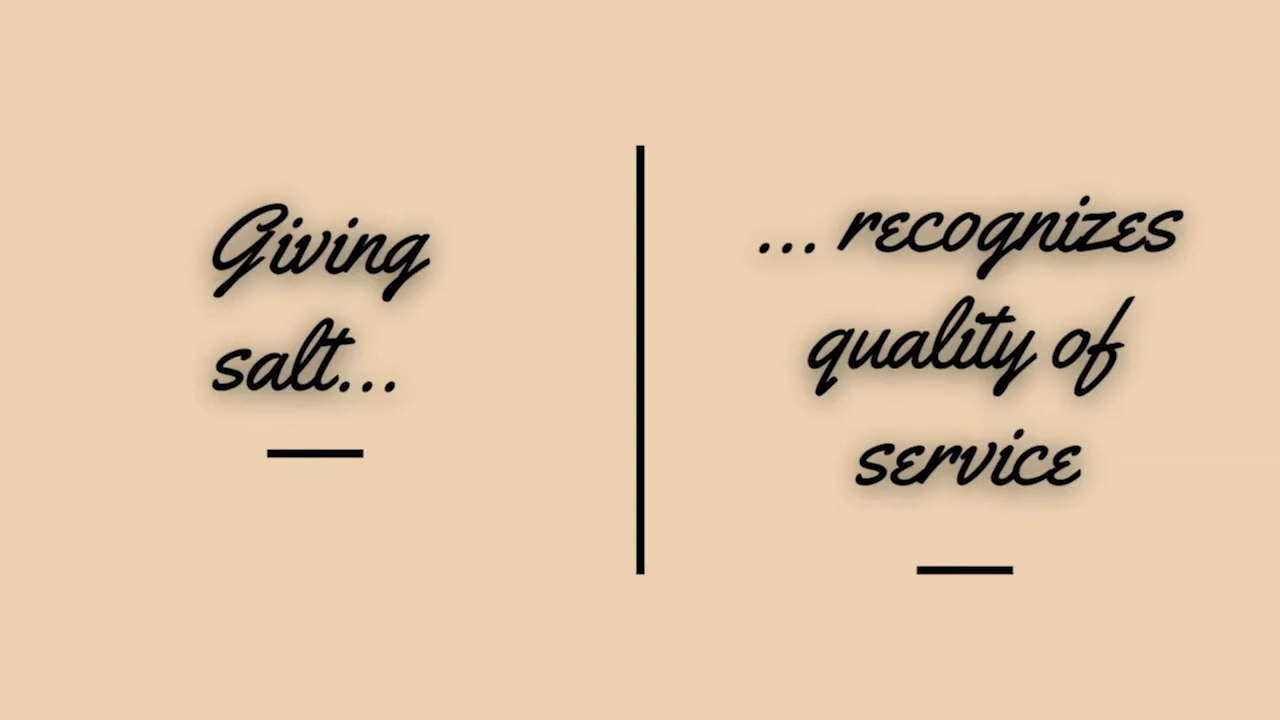 Giving
salt...
... recognizes
quality of
service